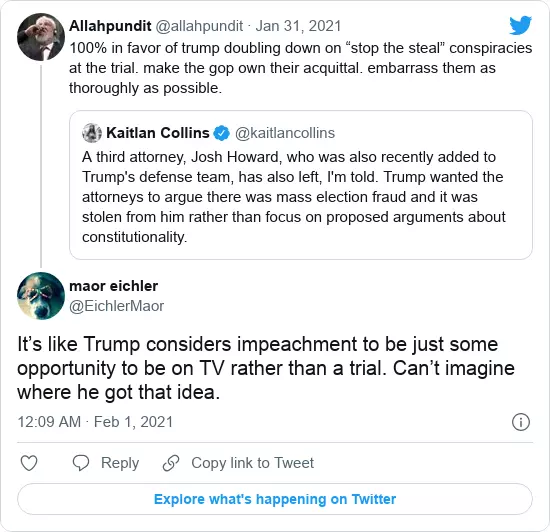 Allahpundit @allahpundit · Jan 31, 2021
100% in favor of trump doubling down on “stop the steal” conspiracies
at the trial. make the gop own their acquittal. embarrass them as
thoroughly as possible.
Kaitlan Collins @kaitlancollins
A third attorney, Josh Howard, who was also recently added to
Trump's defense team, has also left, I'm told. Trump wanted the
attorneys to argue there was mass election fraud and it was
stolen from him rather than focus on proposed arguments about
constitutionality.
maor eichler
@EichlerMaor
It’s like Trump considers impeachment to be just some
opportunity to be on TV rather than a trial. Can’t imagine
where he got that idea.
12:09 AM · Feb 1, 2021
Reply Copy link to Tweet
Explore what's happening on Twitter